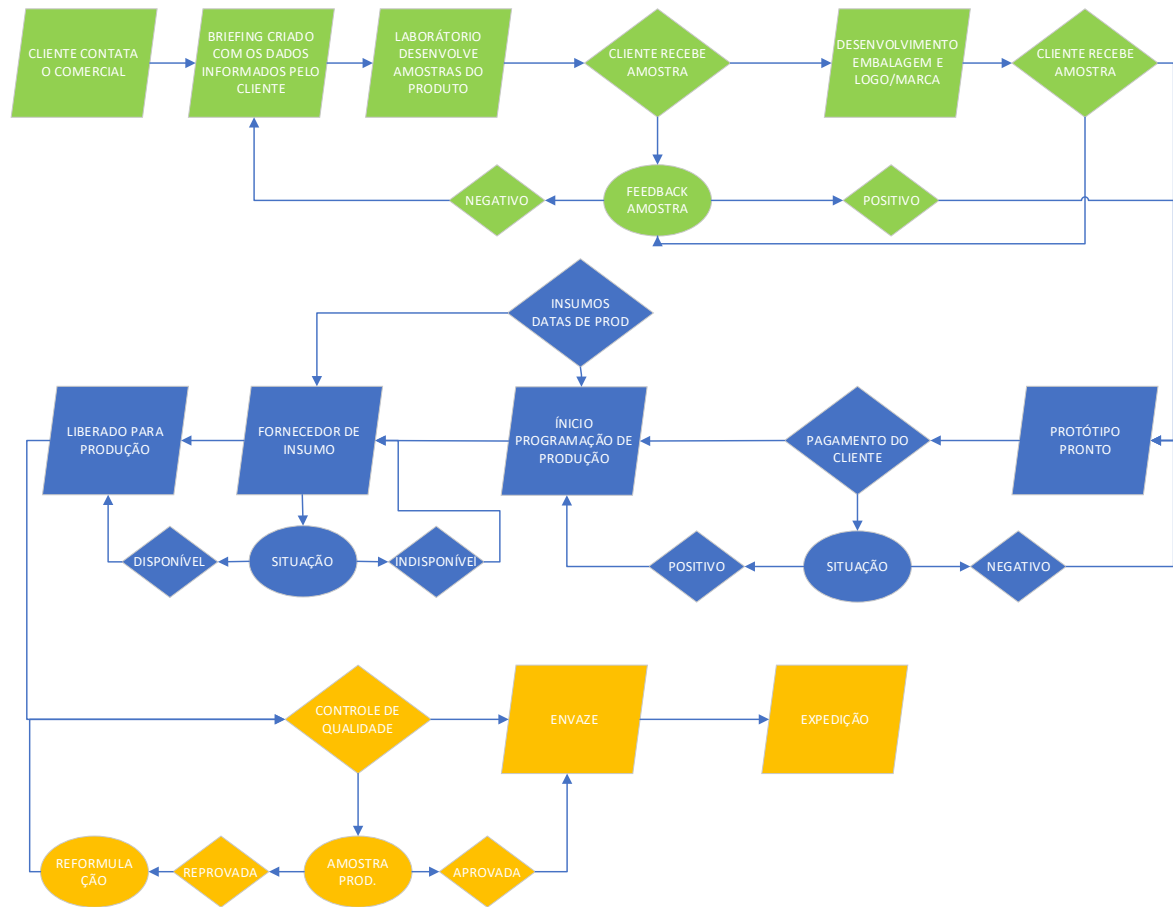 CLIENTE CONTATA
O COMERCIAL
BRIEFING CRIADO
COM OS DADOS
INFORMADOS PELO
CLIENTE
LABORÁTORIO
DESENVOLVE
AMOSTRAS DO
PRODUTO
CLIENTE RECEBE
AMOSTRA
DESENVOLVIMENTO
EMBALAGEM E
LOGO/MARCA
CLIENTE RECEBE
AMOSTRA
NEGATIVO
FEEDBACK
AMOSTRA
POSITIVO
INSUMOS
DATAS DE PROD
LIBERADO PARA
PRODUÇÃO
FORNECEDOR DE
INSUMO
ÍNICIO
PROGRAMAÇÃO DE
PRODUÇÃO
PAGAMENTO DO
CLIENTE
PROTÓTIPO
PRONTO
DISPONÍVEL
SITUAÇÃO
INDISPONÍVEl
POSITIVO
SITUAÇÃO
NEGATIVO
CONTROLE DE
QUALIDADE
ENVAZE
EXPEDIÇÃO
REFORMULA
ÇÃO
REPROVADA
AMOSTRA
PROD.
APROVADA